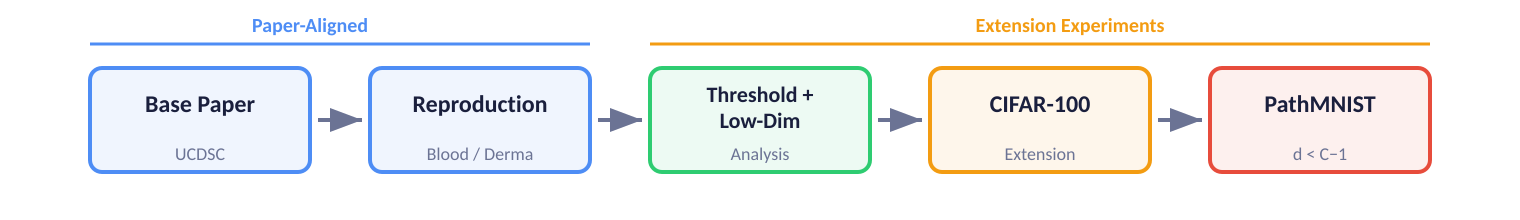 Paper-Aligned
Extension Experiments
Base Paper
UCDSC
Reproduction
Blood / Derma
Threshold +
Low-Dim
Analysis
CIFAR-100
Extension
PathMNIST
d < C−1